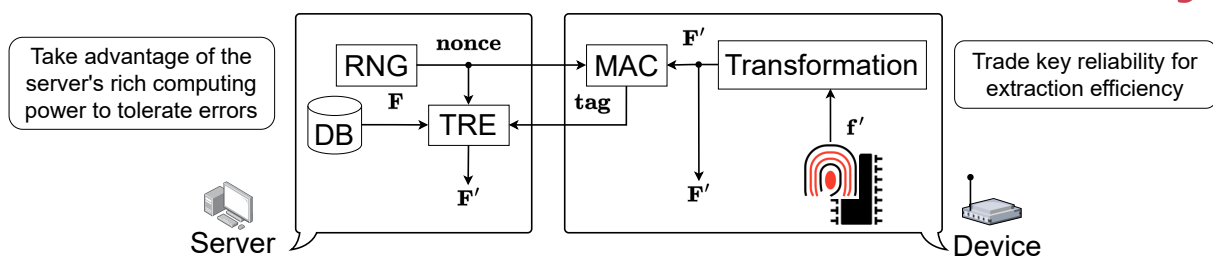 Take advantage of the
server's rich computing
power to tolerate errors
RNG
nonce
F
DB
TRE
F′
Server
MAC
tag
F′
Transformation
f′
F′
Device
Trade key reliability for
extraction efficiency